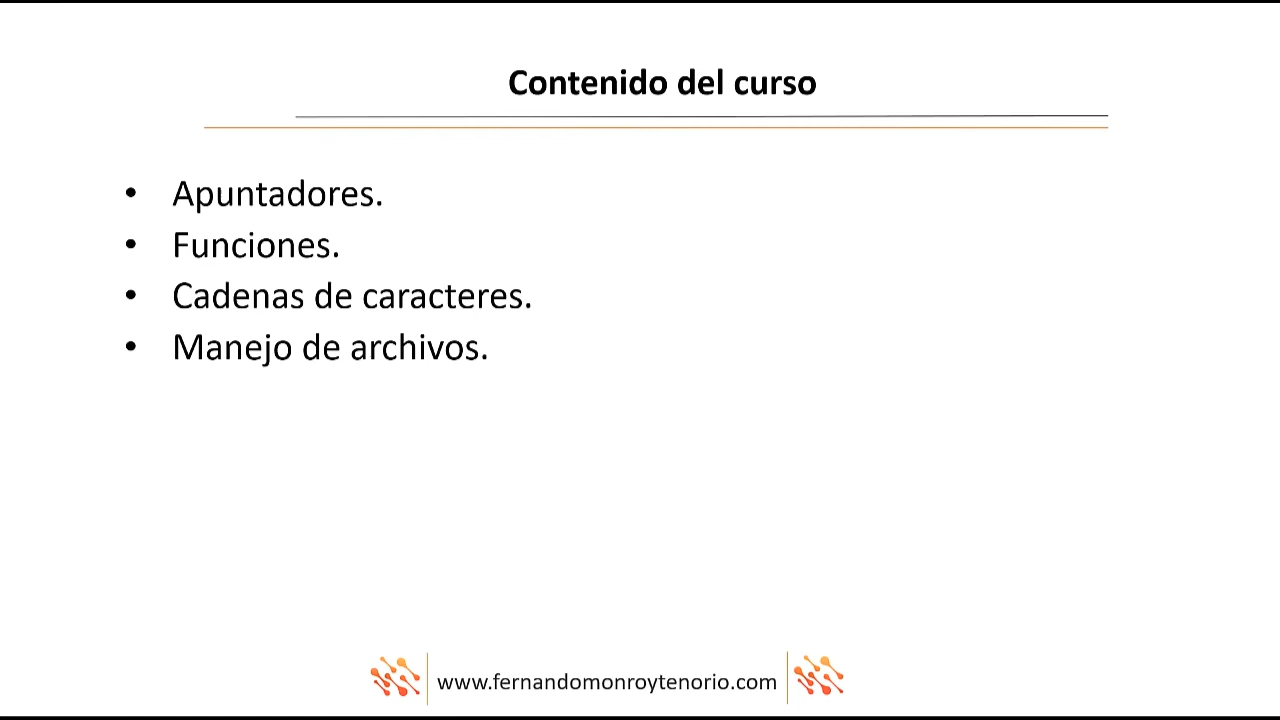 Contenido del curso
• Apuntadores.
• Funciones.
• Cadenas de caracteres.
• Manejo de archivos.
www.fernandomonroytenorio.com